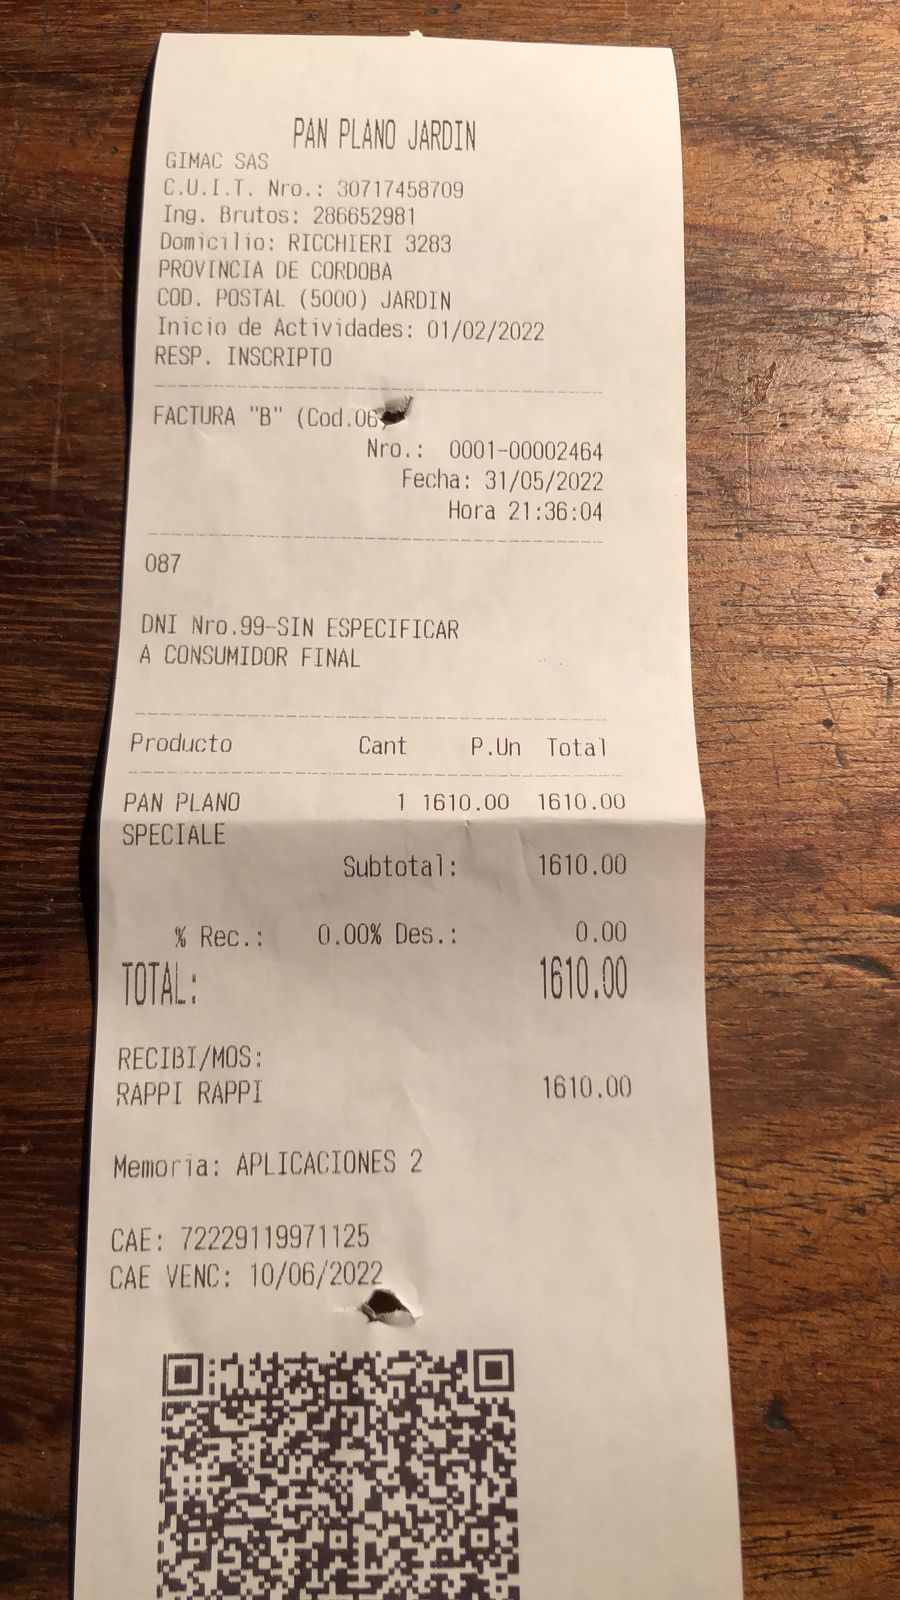 PAN PLANO JARDIN
GIMAC SAS
C.U.I.T. Nro.: 30717458709
Ing. Brutos: 286652981
Domicilio: RICCHIERI 3283
PROVINCIA DE CORDOBA
COD. POSTAL (5000) JARDIN
Inicio de Actividades: 01/02/2022
RESP. INSCRIPTO
FACTURA "B" (Cod.06)
Nro.: 0001-00002464
Fecha: 31/05/2022
Hora 21:36:04
087
DNI Nro.99-SIN ESPECIFICAR
A CONSUMIDOR FINAL
Producto Cant P.Un Total
PAN PLANO 1 1610.00 1610.00
SPECIALE
Subtotal: 1610.00
% Rec.: 0.00% Des.: 0.00
TOTAL: 1610.00
RECIBI/MOS:
RAPPI RAPPI 1610.00
Memoria: APLICACIONES 2
CAE: 72229119971125
CAE VENC: 10/06/2022